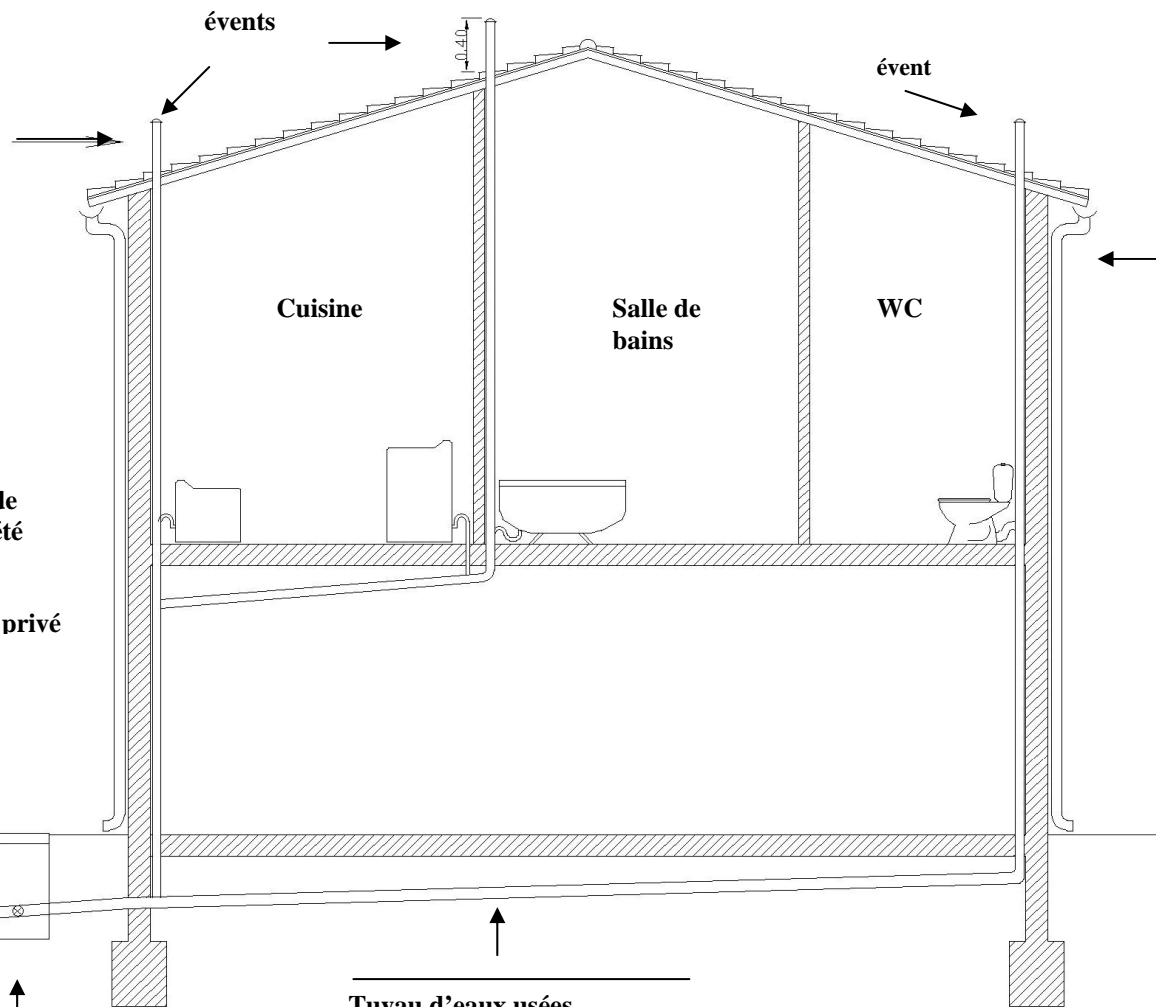 évents
0.40
évent
Cuisine
Salle de
bains
WC
de
été
privé
Tuyau d'eaux usées